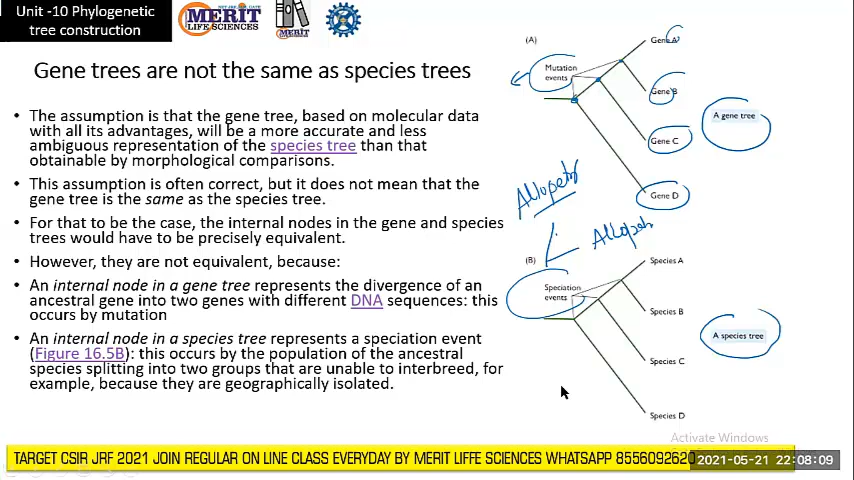 Unit -10 Phylogenetic
tree construction
MERIT
LIFE SCIENCES
MERIT
Gene trees are not the same as species trees
• The assumption is that the gene tree, based on molecular data
with all its advantages, will be a more accurate and less
ambiguous representation of the species tree than that
obtainable by morphological comparisons.
• This assumption is often correct, but it does not mean that the
gene tree is the same as the species tree.
• For that to be the case, the internal nodes in the gene and species
trees would have to be precisely equivalent.
• However, they are not equivalent, because:
• An internal node in a gene tree represents the divergence of an
ancestral gene into two genes with different DNA sequences: this
occurs by mutation
• An internal node in a species tree represents a speciation event
(Figure 16.5B): this occurs by the population of the ancestral
species splitting into two groups that are unable to interbreed, for
example, because they are geographically isolated.
(A)
Mutation
events
Gene A
Gene B
Gene C
Gene D
A gene tree
(B)
Speciation
events
Species A
Species B
Species C
Species D
A species tree
Activate Windows
TARGET CSIR JRF 2021 JOIN REGULAR ON LINE CLASS EVERYDAY BY MERIT LIFFE SCIENCES WHATSAPP 8556092620
2021-05-21 22:08:09